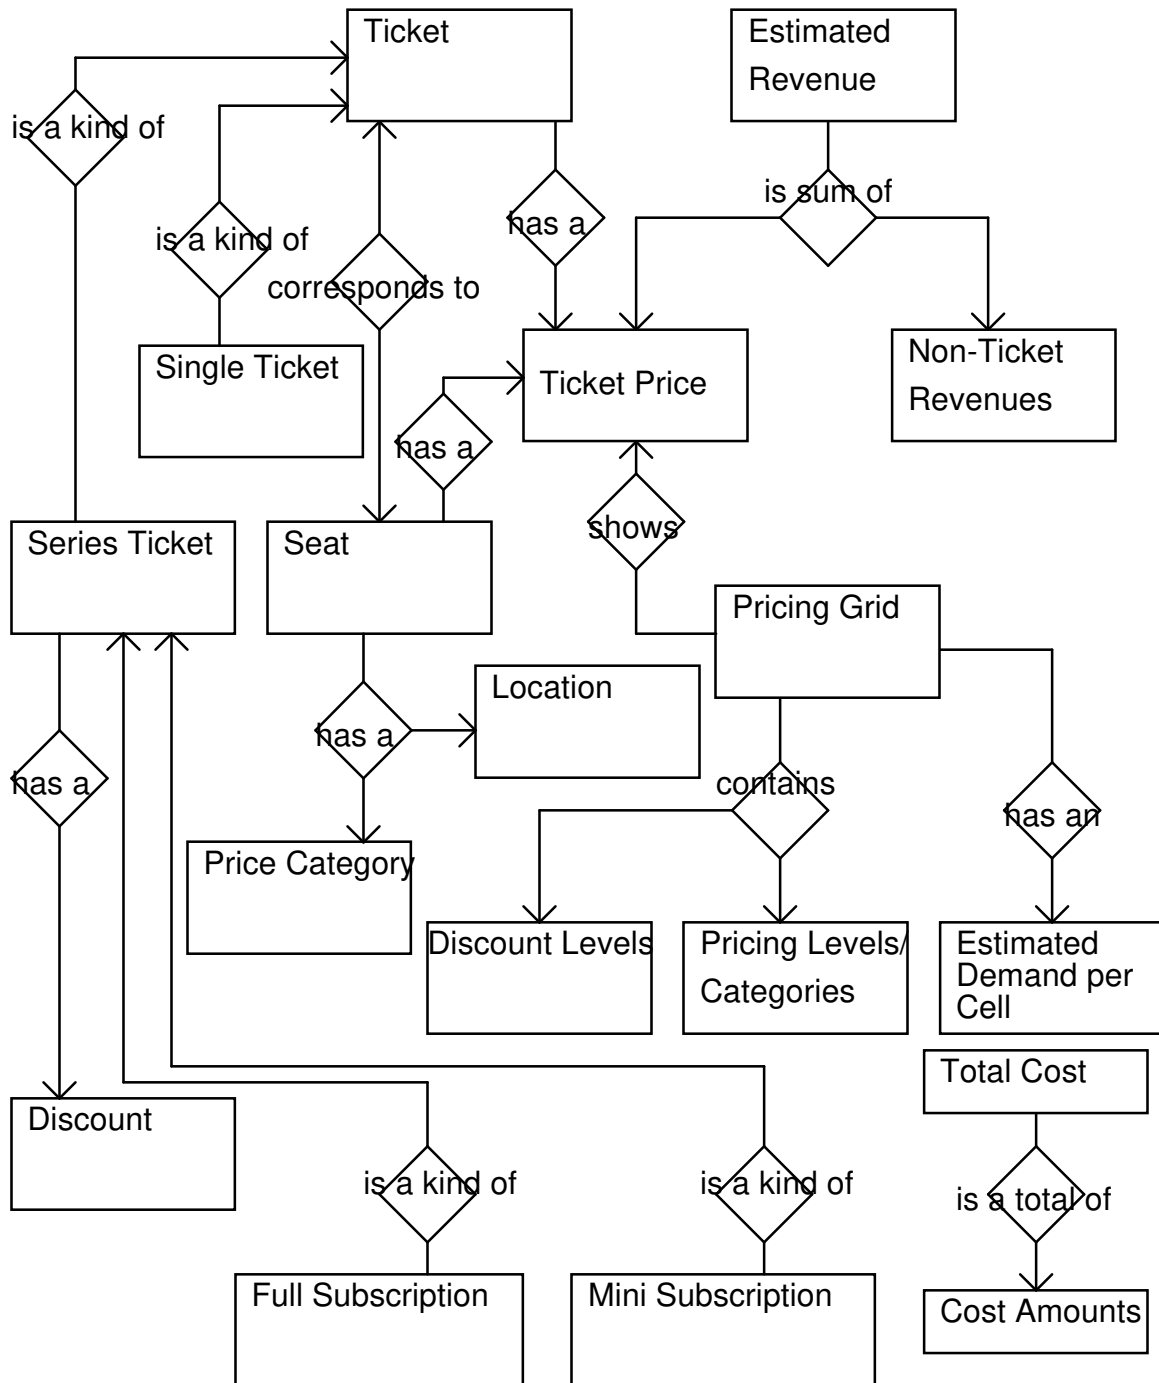 Ticket
Estimated
Revenue
is a kind of
is sum of
has a
is a kind of
corresponds to
Single Ticket
Ticket Price
Non-Ticket
Revenues
has a
shows
Series Ticket
Seat
Pricing Grid
Location
has a
has a
contains
has an
Price Category
Discount Levels
Pricing Levels/
Categories
Estimated
Demand per
Cell
Total Cost
Discount
is a kind of
is a kind of
is a total of
Full Subscription
Mini Subscription
Cost Amounts